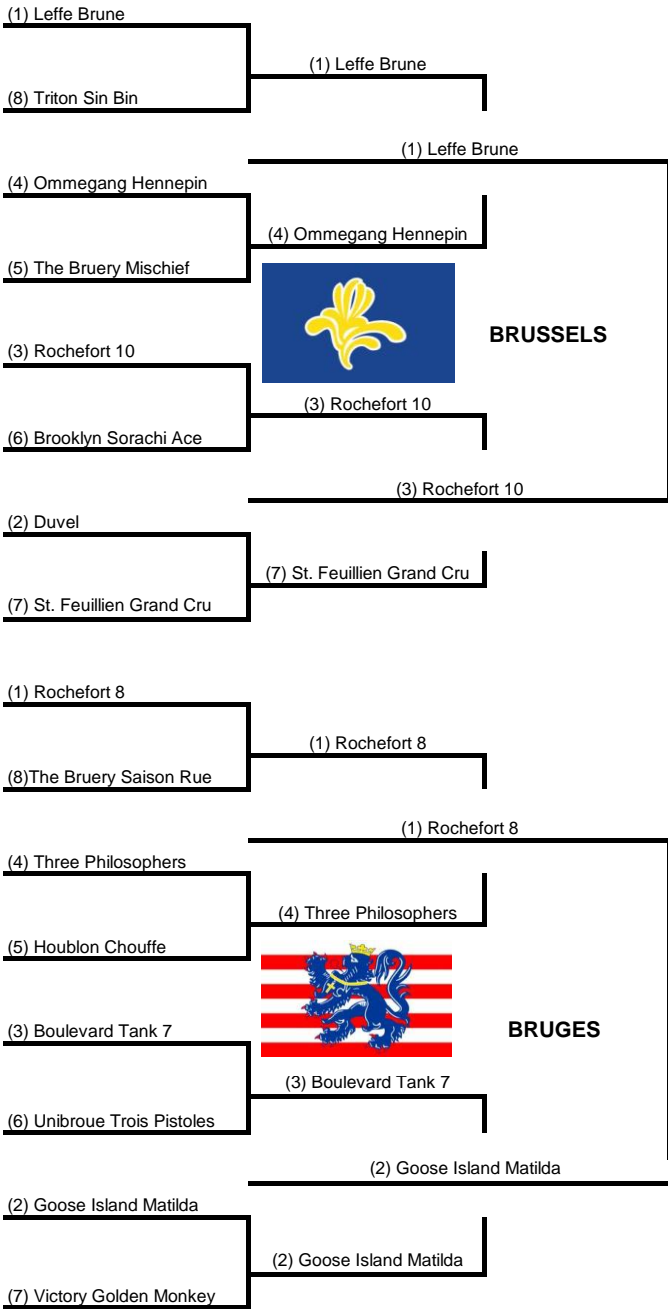 (1) Leffe Brune
(1) Leffe Brune
(8) Triton Sin Bin
(1) Leffe Brune
(4) Ommegang Hennepin
(4) Ommegang Hennepin
(5) The Bruery Mischief
BRUSSELS
(3) Rochefort 10
(3) Rochefort 10
(6) Brooklyn Sorachi Ace
(3) Rochefort 10
(2) Duvel
(7) St. Feuillien Grand Cru
(7) St. Feuillien Grand Cru
(1) Rochefort 8
(1) Rochefort 8
(8)The Bruery Saison Rue
(1) Rochefort 8
(4) Three Philosophers
(4) Three Philosophers
(5) Houblon Chouffe
BRUGES
(3) Boulevard Tank 7
(3) Boulevard Tank 7
(6) Unibroue Trois Pistoles
(2) Goose Island Matilda
(2) Goose Island Matilda
(2) Goose Island Matilda
(7) Victory Golden Monkey